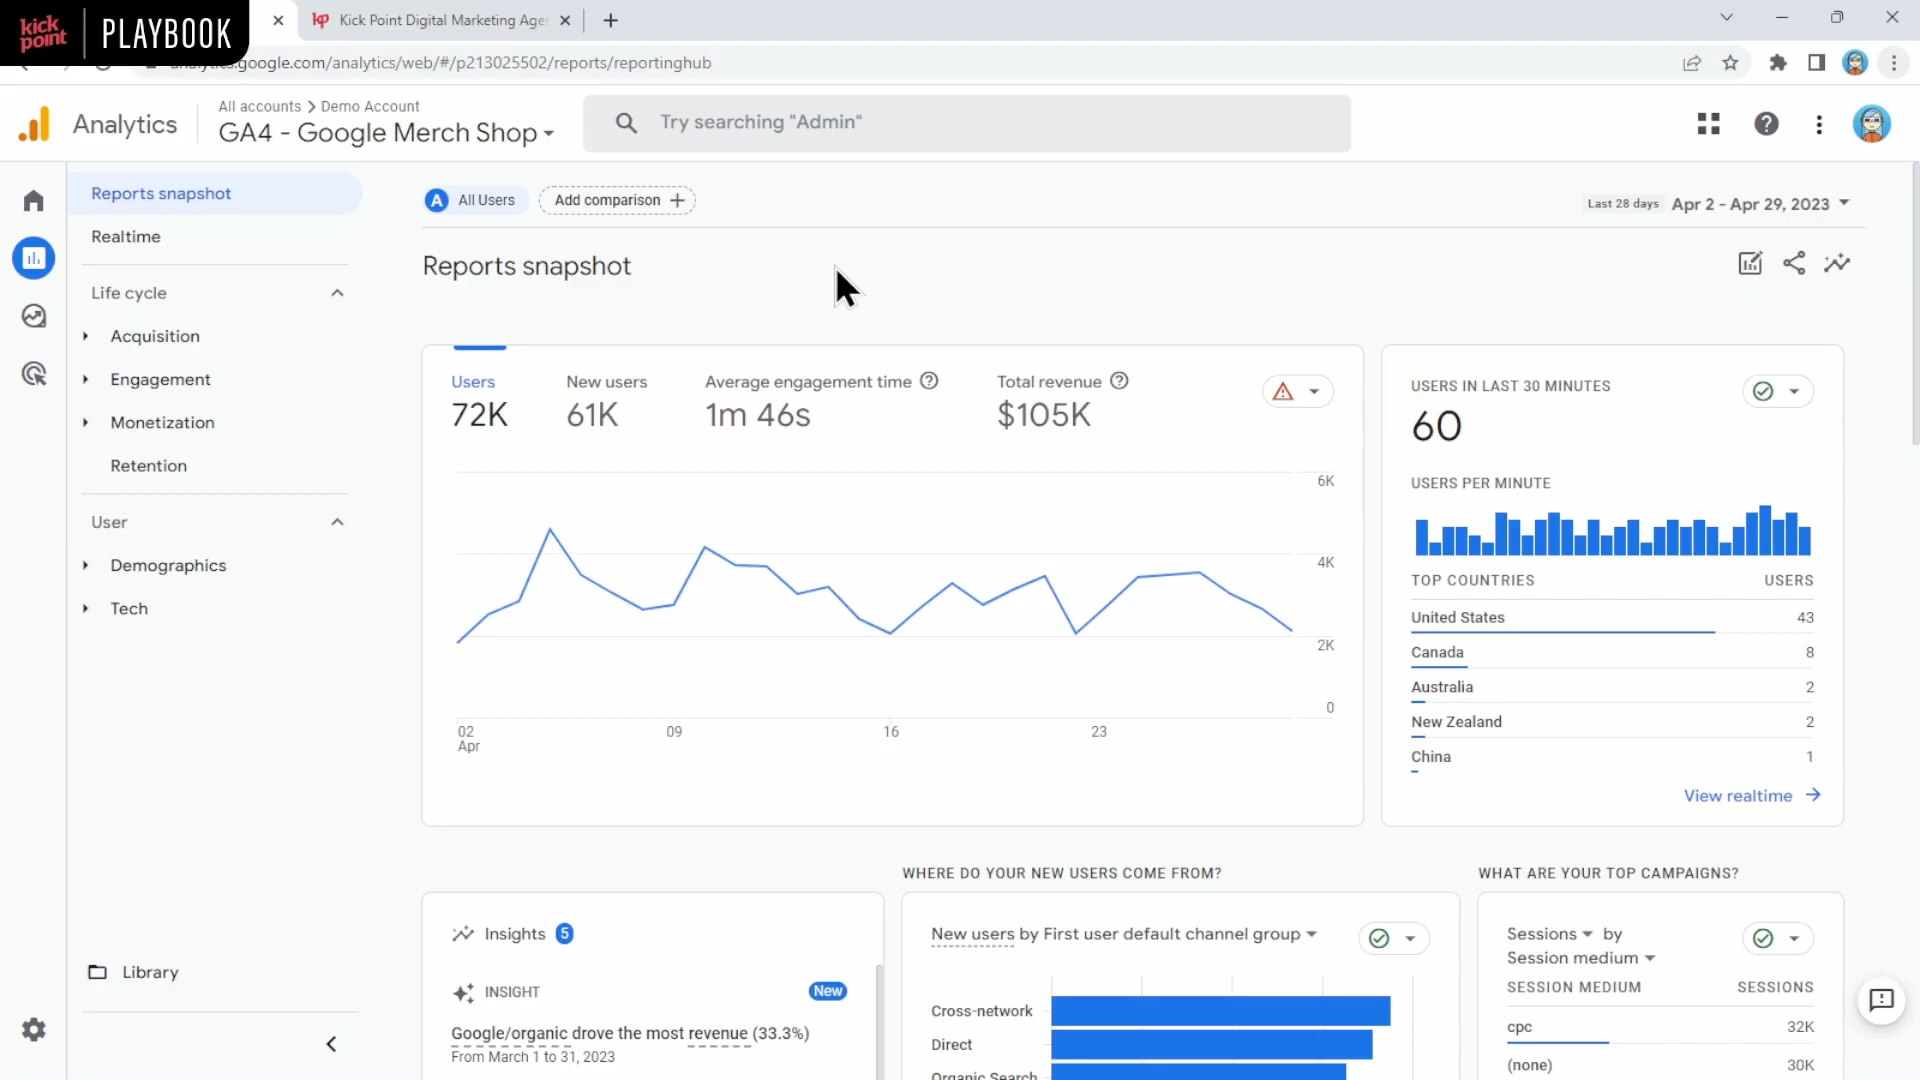 kick
point
PLAYBOOK
Kick Point Digital Marketing Age
analytics.google.com/analytics/web/#/p213025502/reports/reportinghub
Analytics
All accounts > Demo Account
GA4 - Google Merch Shop
Try searching "Admin"
Reports snapshot
Realtime
Life cycle
Acquisition
Engagement
Monetization
Retention
User
Demographics
Tech
Library
A All Users
Add comparison +
Last 28 days Apr 2 - Apr 29, 2023
Reports snapshot
Users
72K
New users
61K
Average engagement time
1m 46s
Total revenue
$105K
6K
4K
2K
0
02
Apr
09
16
23
USERS IN LAST 30 MINUTES
60
USERS PER MINUTE
TOP COUNTRIES USERS
United States 43
Canada 8
Australia 2
New Zealand 2
China 1
View realtime
Insights 5
INSIGHT New
Google/organic drove the most revenue (33.3%)
From March 1 to 31, 2023
WHERE DO YOUR NEW USERS COME FROM?
New users by First user default channel group
Cross-network
Direct
Organic Search
WHAT ARE YOUR TOP CAMPAIGNS?
Sessions by
Session medium
SESSION MEDIUM SESSIONS
cpc 32K
(none) 30K